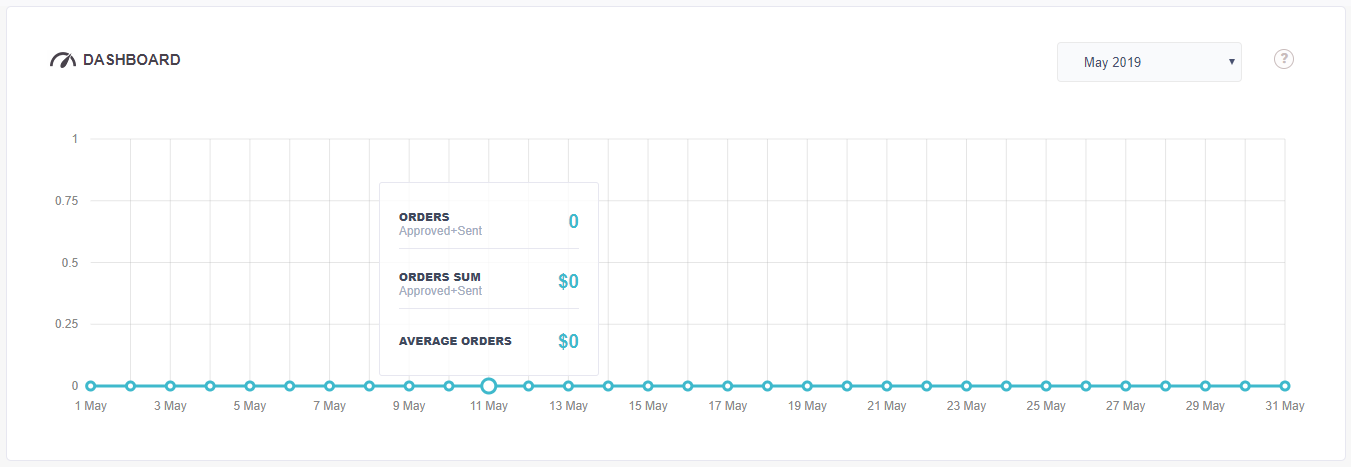 DASHBOARD
May 2019
?
1
0.75
0.5
0.25
0
ORDERS 0
Approved+Sent
ORDERS SUM $0
Approved+Sent
AVERAGE ORDERS $0
1 May 3 May 5 May 7 May 9 May 11 May 13 May 15 May 17 May 19 May 21 May 23 May 25 May 27 May 29 May 31 May